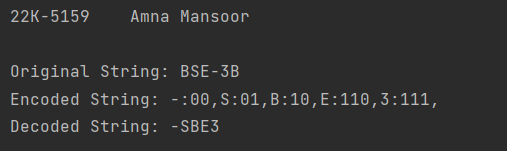 22K-5159    Amna Mansoor
Original String: BSE-3B
Encoded String: -:00,S:01,B:10,E:110,3:111,
Decoded String: -SBE3